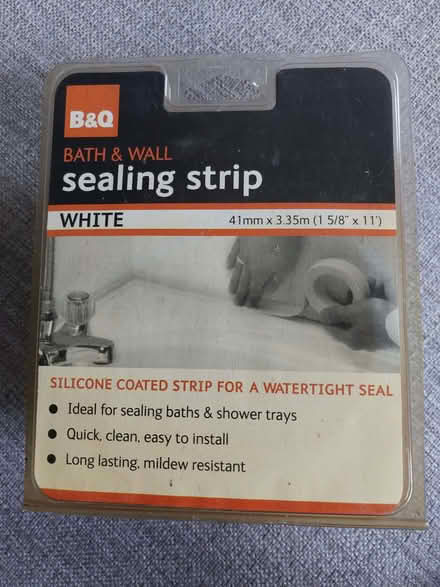 B&Q
BATH & WALL
sealing strip
WHITE 41mm x 3.35m (1 5/8" x 11')
SILICONE COATED STRIP FOR A WATERTIGHT SEAL
• Ideal for sealing baths & shower trays
• Quick, clean, easy to install
• Long lasting, mildew resistant